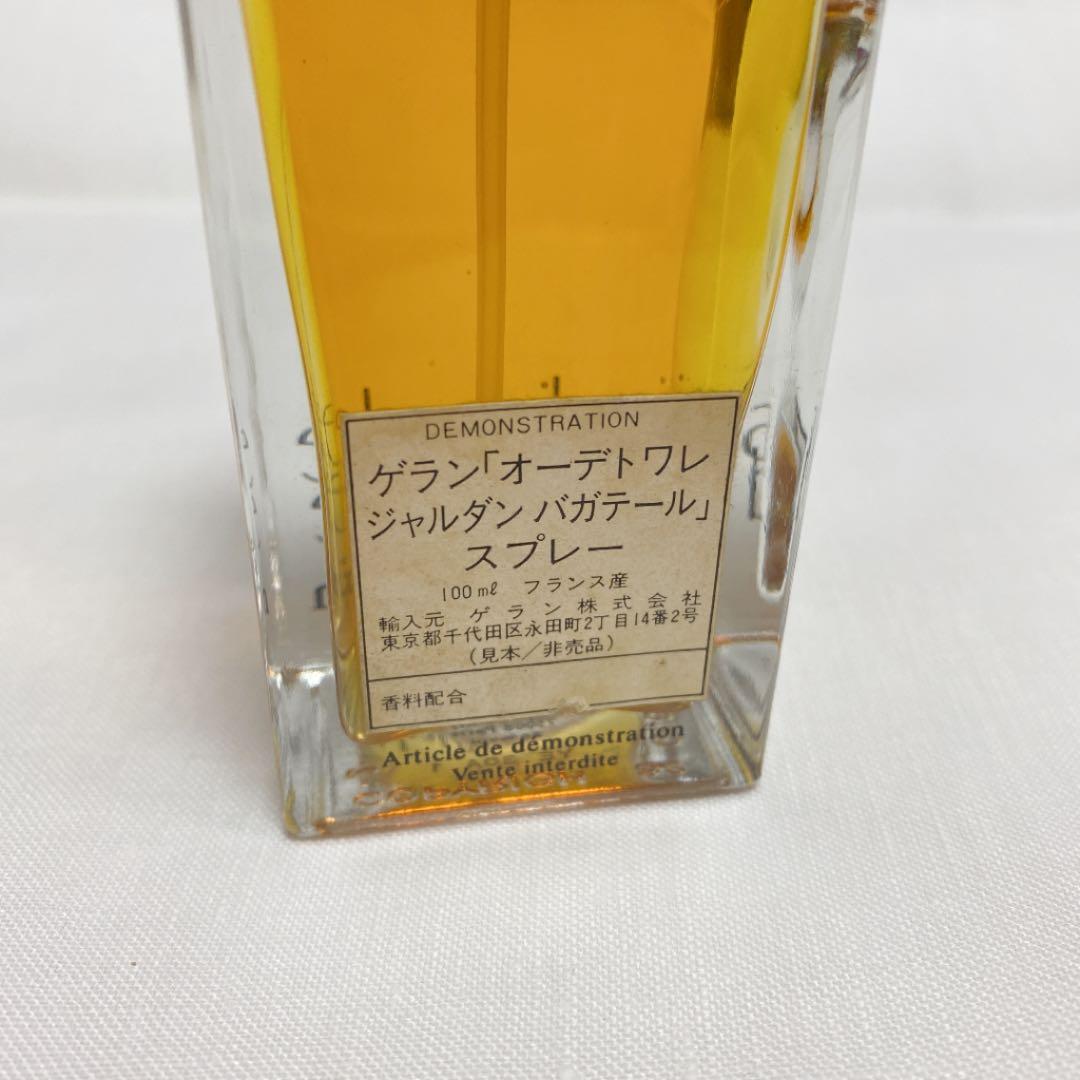 DEMONSTRATION
ゲラン「オーデトワレ
ジャルダン バガテール」
スプレー
100㎖ フランス産
輸入元 ゲラン株式会社
東京都千代田区永田町2丁目14番2号
(見本/非売品)
香料配合
Article de démonstration
Vente interdite